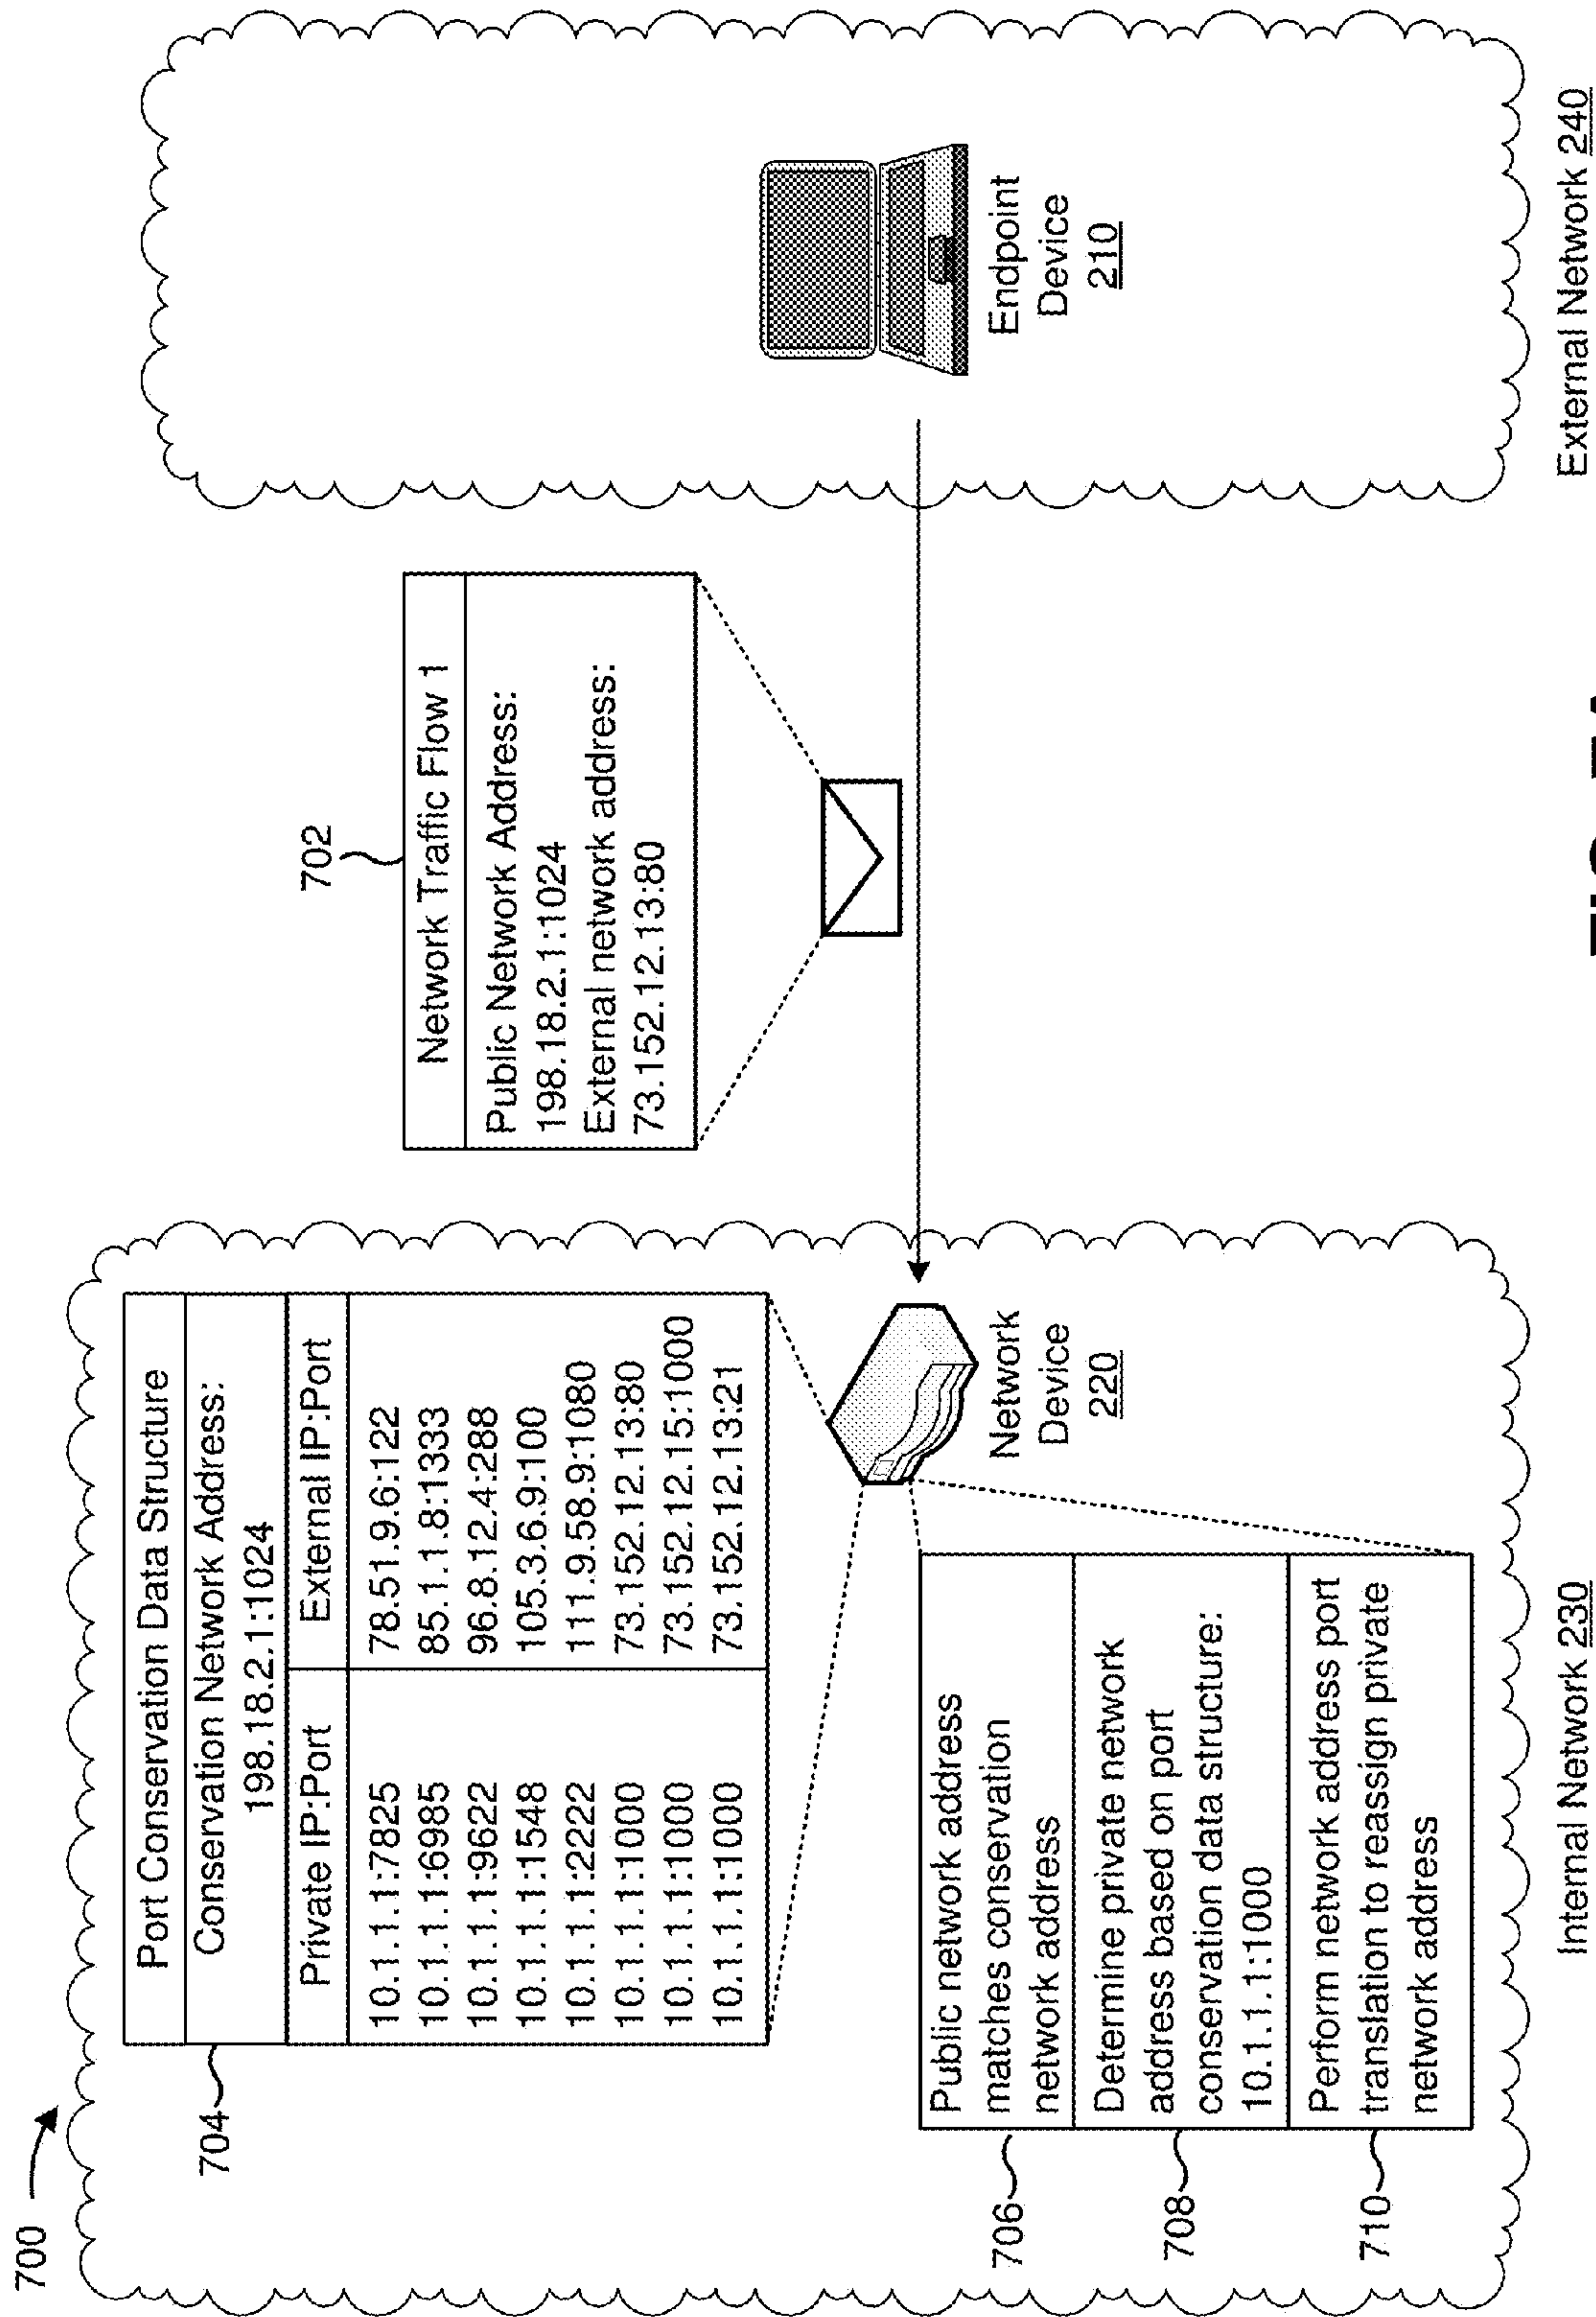 700
704
Port Conservation Data Structure
Conservation Network Address:
198.18.2.1:1024
Private IP:Port External IP:Port
10.1.1.1:7825 78.51.9.6:122
10.1.1.1:6985 85.1.1.8:1333
10.1.1.1:9622 96.8.12.4:288
10.1.1.1:1548 105.3.6.9:100
10.1.1.1:2222 111.9.58.9:1080
10.1.1.1:1000 73.152.12.13:80
10.1.1.1:1000 73.152.12.15:1000
10.1.1.1:1000 73.152.12.13:21
702
Network Traffic Flow 1
Public Network Address:
198.18.2.1:1024
External network address:
73.152.12.13:80
Network
Device
220
Endpoint
Device
210
706
Public network address
matches conservation
network address
708
Determine private network
address based on port
conservation data structure:
10.1.1.1:1000
710
Perform network address port
translation to reassign private
network address
Internal Network 230
External Network 240